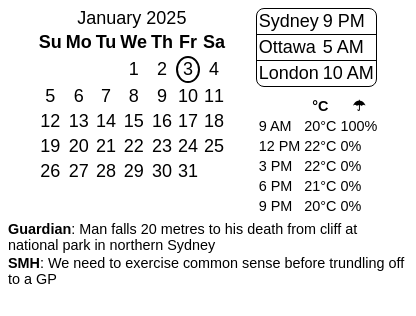 January 2025
Su Mo Tu We Th Fr Sa
1 2 3 4
5 6 7 8 9 10 11
12 13 14 15 16 17 18
19 20 21 22 23 24 25
26 27 28 29 30 31
Sydney 9 PM
Ottawa 5 AM
London 10 AM
°C ☂
9 AM 20°C 100%
12 PM 22°C 0%
3 PM 22°C 0%
6 PM 21°C 0%
9 PM 20°C 0%
Guardian: Man falls 20 metres to his death from cliff at
national park in northern Sydney
SMH: We need to exercise common sense before trundling off
to a GP